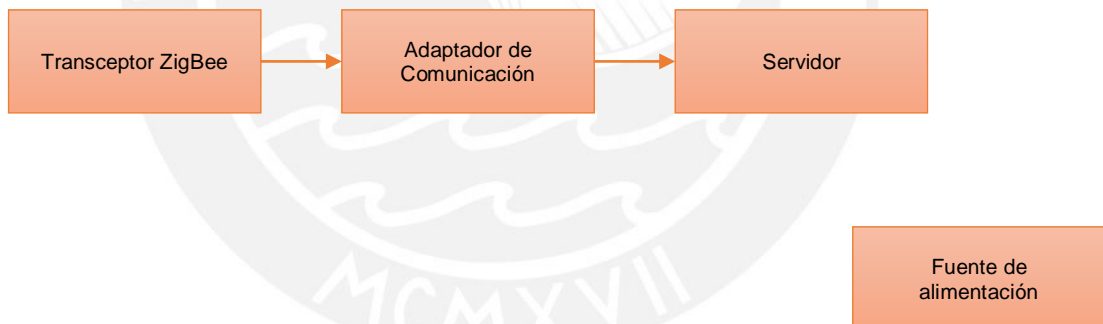 Transceptor ZigBee
Adaptador de
Comunicación
Servidor
Fuente de
alimentación
MCMXVII